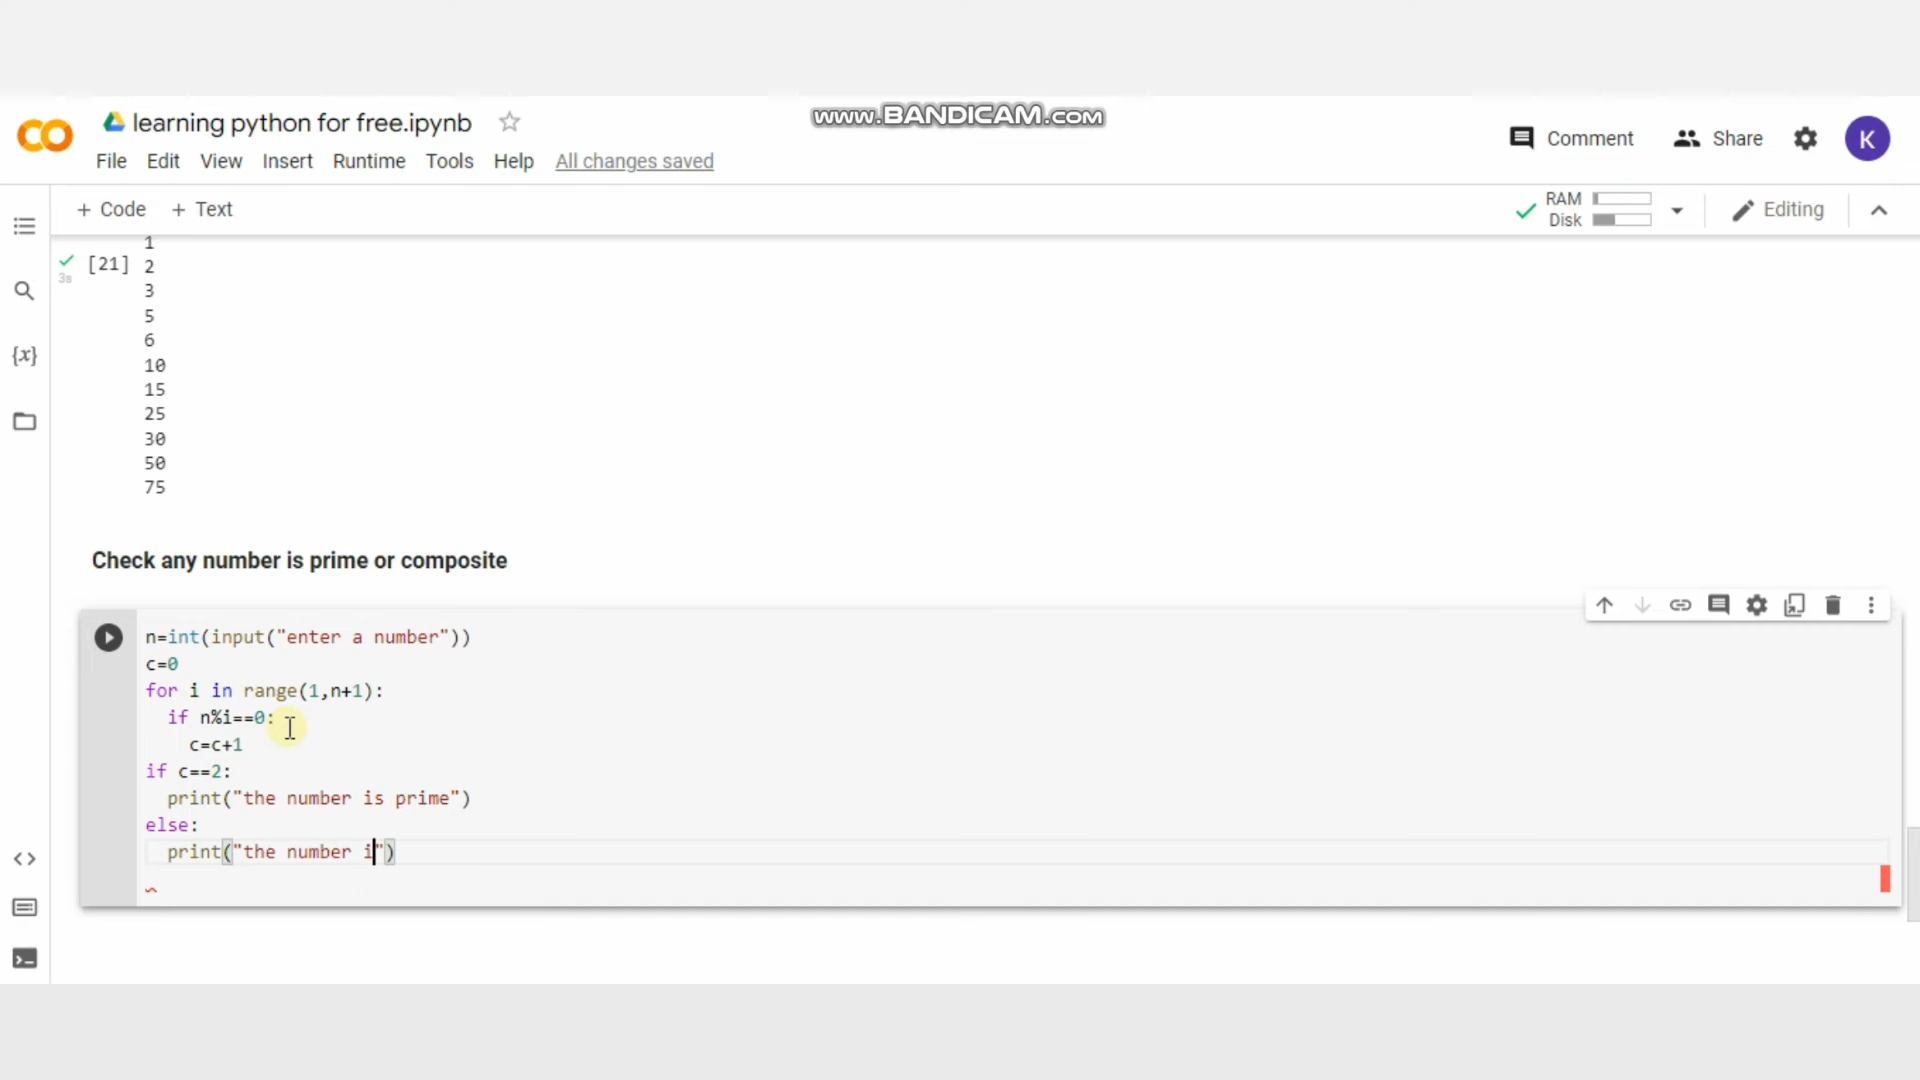 www.BANDICAM.com
learning python for free.ipynb
Comment
Share
K
File Edit View Insert Runtime Tools Help All changes saved
+ Code + Text
RAM
Disk
Editing
1
[21] 2
3s
3
5
6
10
15
25
30
50
75
{x}
Check any number is prime or composite
n=int(input("enter a number"))
c=0
for i in range(1,n+1):
  if n%i==0:
    c=c+1
if c==2:
  print("the number is prime")
else:
  print("the number i")